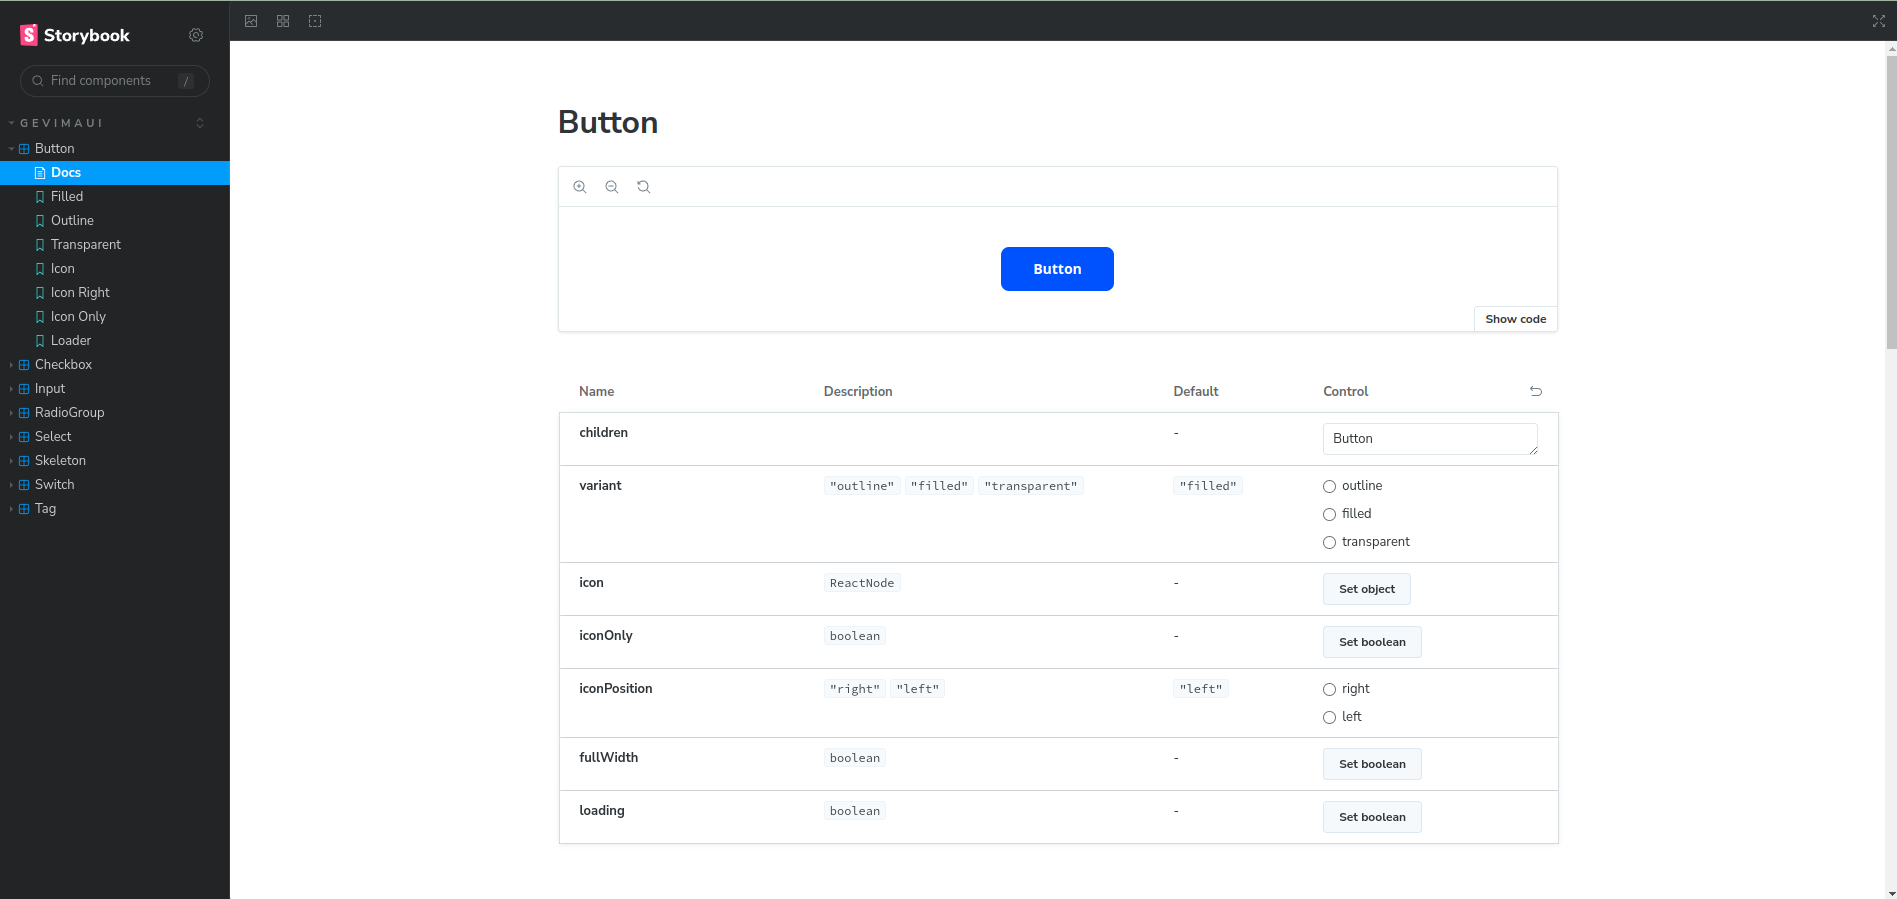 Storybook
Find components /
GEVIMAUI
Button
Docs
Filled
Outline
Transparent
Icon
Icon Right
Icon Only
Loader
Checkbox
Input
RadioGroup
Select
Skeleton
Switch
Tag
Button
Button
Show code
Name Description Default Control
children - Button
variant "outline" "filled" "transparent" "filled" outline
filled
transparent
icon ReactNode - Set object
iconOnly boolean - Set boolean
iconPosition "right" "left" "left" right
left
fullWidth boolean - Set boolean
loading boolean - Set boolean